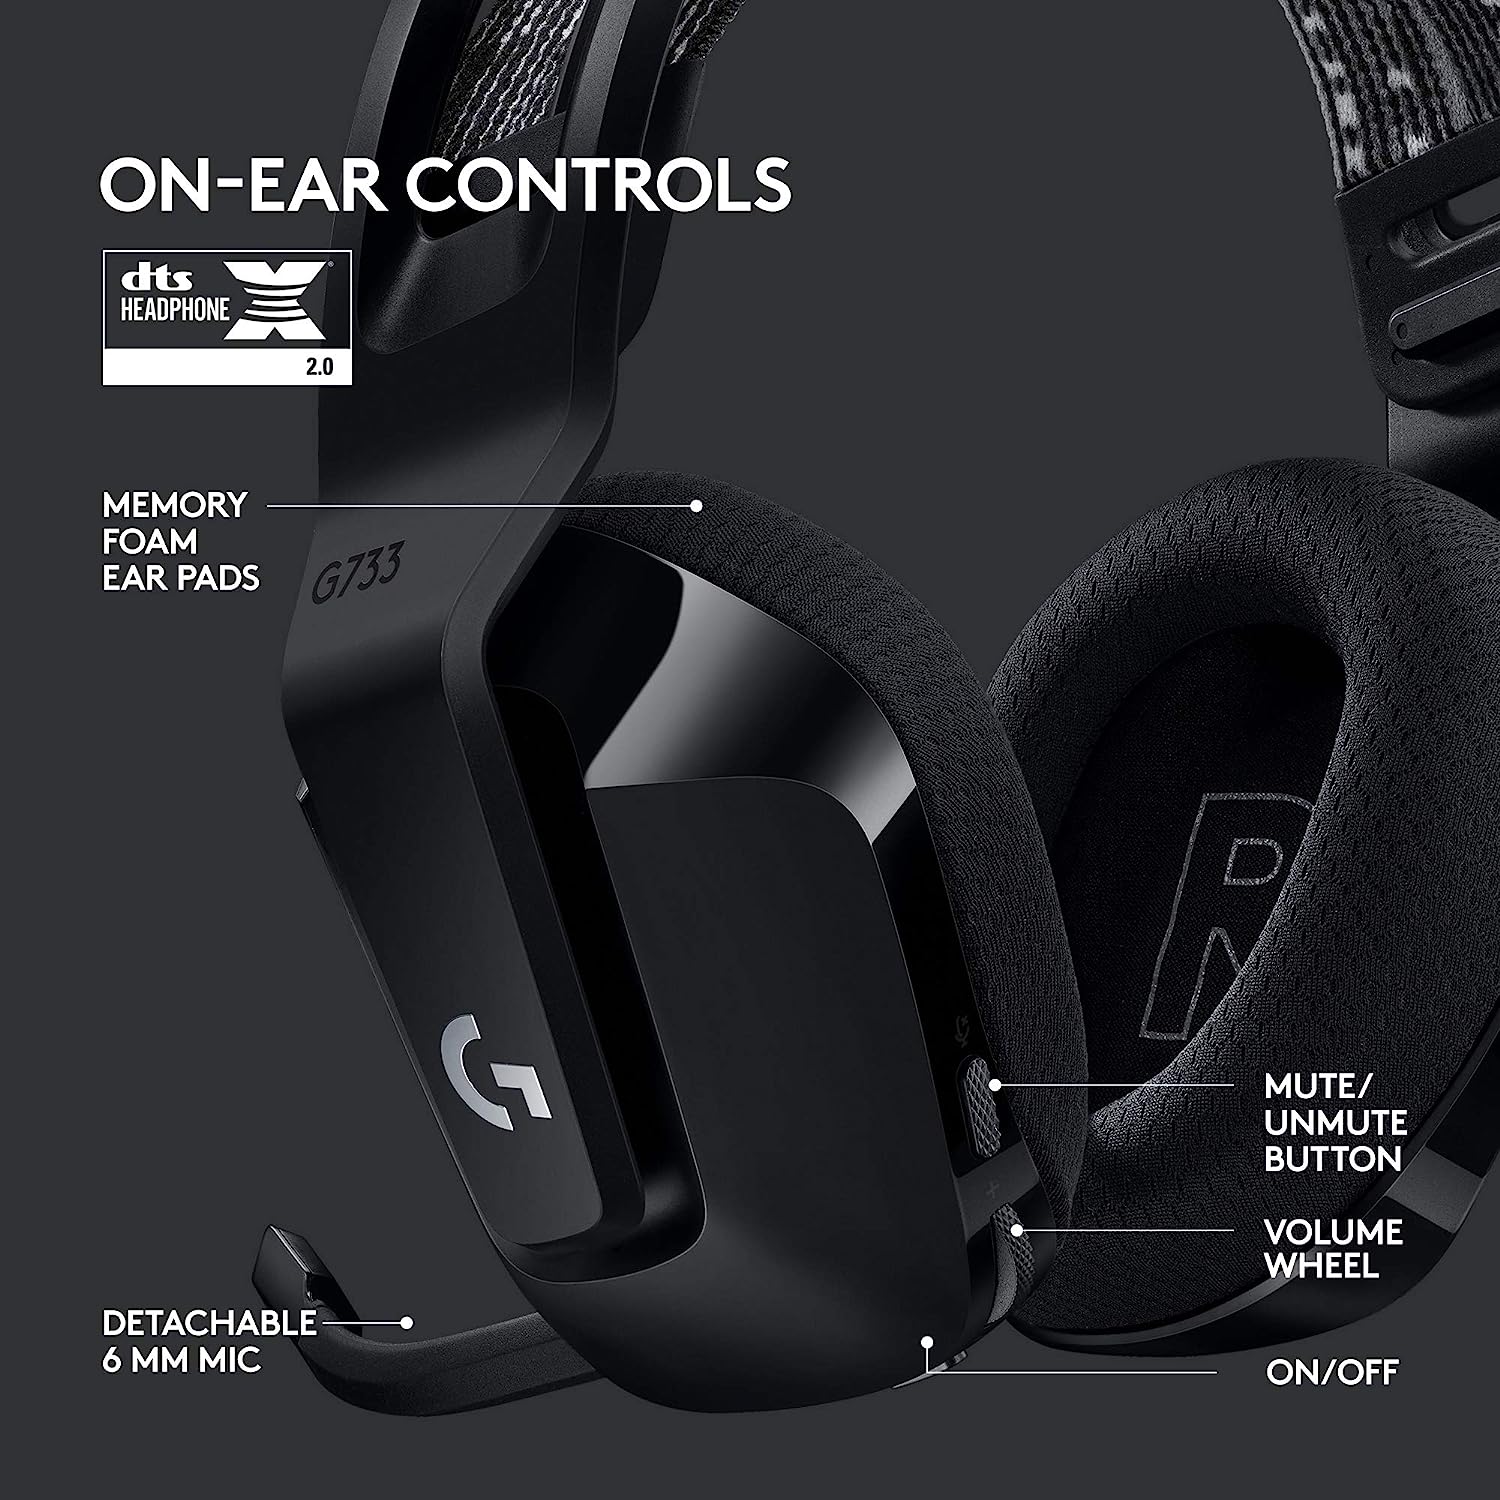 ON-EAR CONTROLS
dts
HEADPHONE X
2.0
MEMORY
FOAM
EAR PADS
G733
G
MUTE/
UNMUTE
BUTTON
+
VOLUME
WHEEL
DETACHABLE
6 MM MIC
ON/OFF